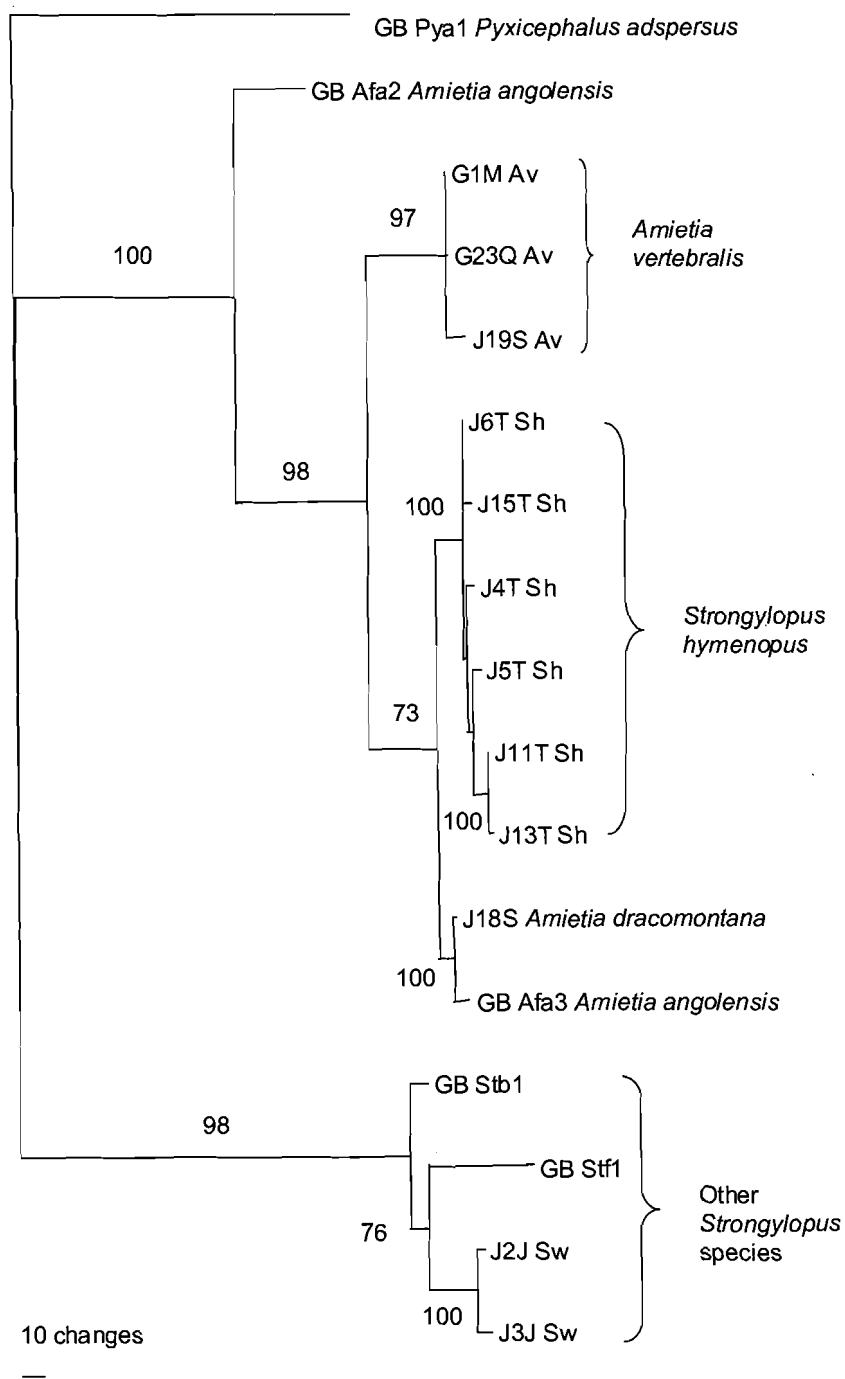 GB Pya1 Pyxicephalus adspersus
GB Afa2 Amietia angolensis
G1M Av
97
G23Q Av
Amietia
vertebralis
100
J19S Av
J6T Sh
98
100
J15T Sh
J4T Sh
Strongylopus
hymenopus
J5T Sh
73
J11T Sh
100
J13T Sh
J18S Amietia dracomontana
100
GB Afa3 Amietia angolensis
GB Stb1
98
GB Stf1
Other
Strongylopus
species
76
J2J Sw
100
J3J Sw
10 changes